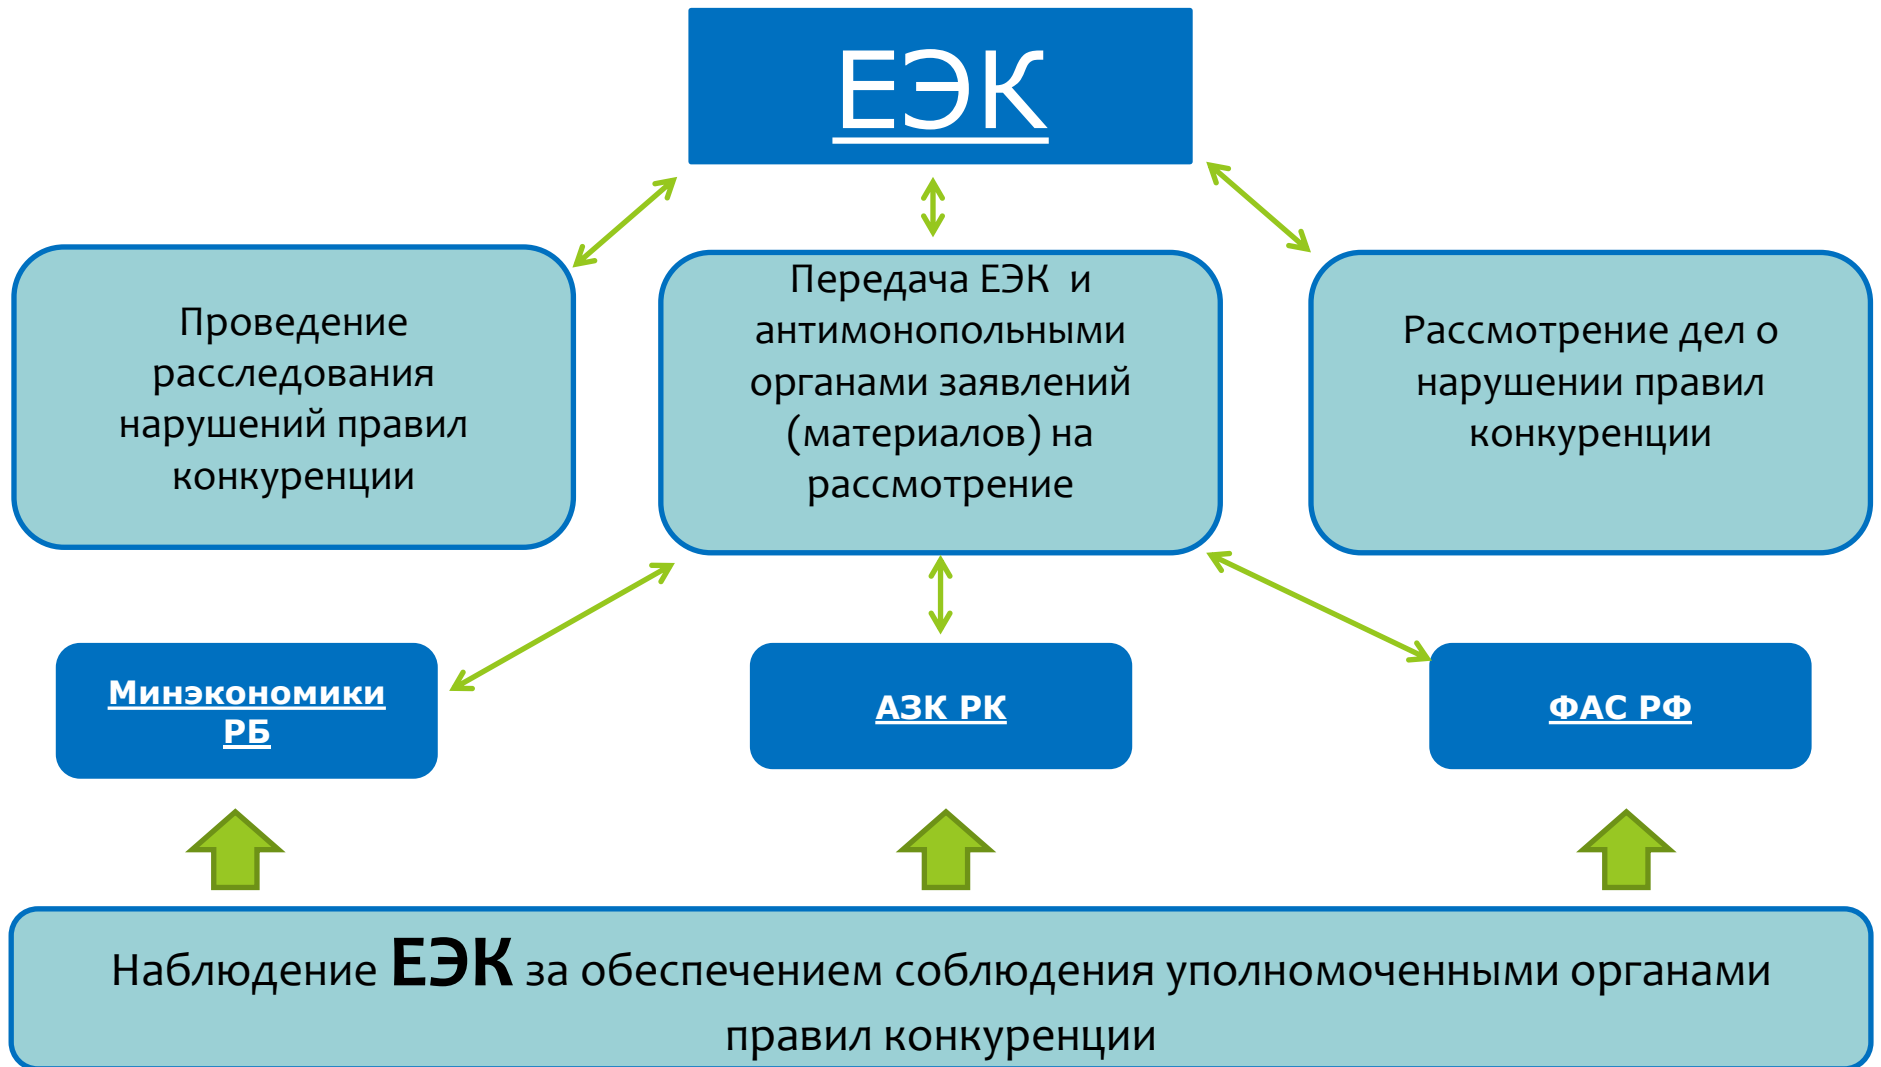 ЕЭК
Проведение
расследования
нарушений правил
конкуренции
Передача ЕЭК и
антимонопольными
органами заявлений
(материалов) на
рассмотрение
Рассмотрение дел о
нарушении правил
конкуренции
Минэкономики
РБ
АЗК РК
ФАС РФ
Наблюдение ЕЭК за обеспечением соблюдения уполномоченными органами
правил конкуренции